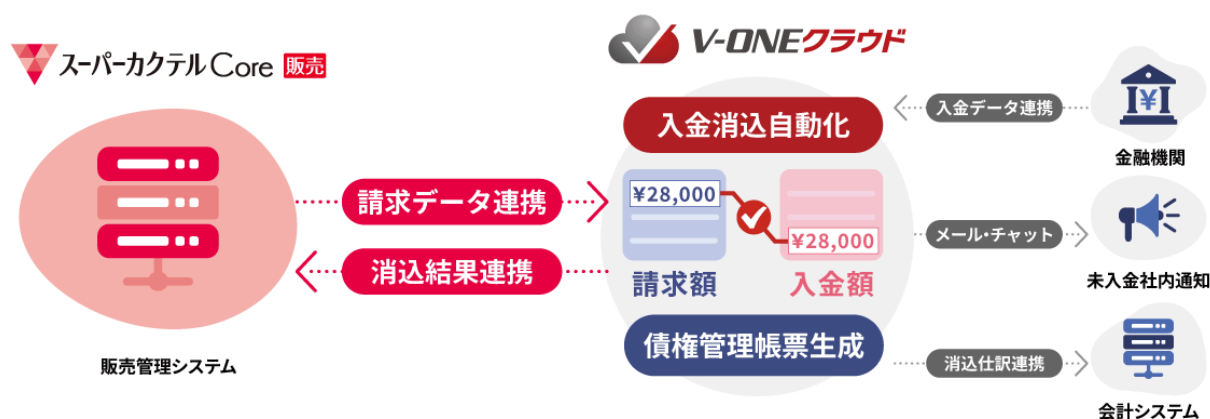 スーパーカクテルCore 販売
販売管理システム
請求データ連携
消込結果連携
V-ONEクラウド
入金消込自動化
¥28,000
¥28,000
請求額
入金額
債権管理帳票生成
入金データ連携
¥
金融機関
メール・チャット
未入金社内通知
消込仕訳連携
会計システム